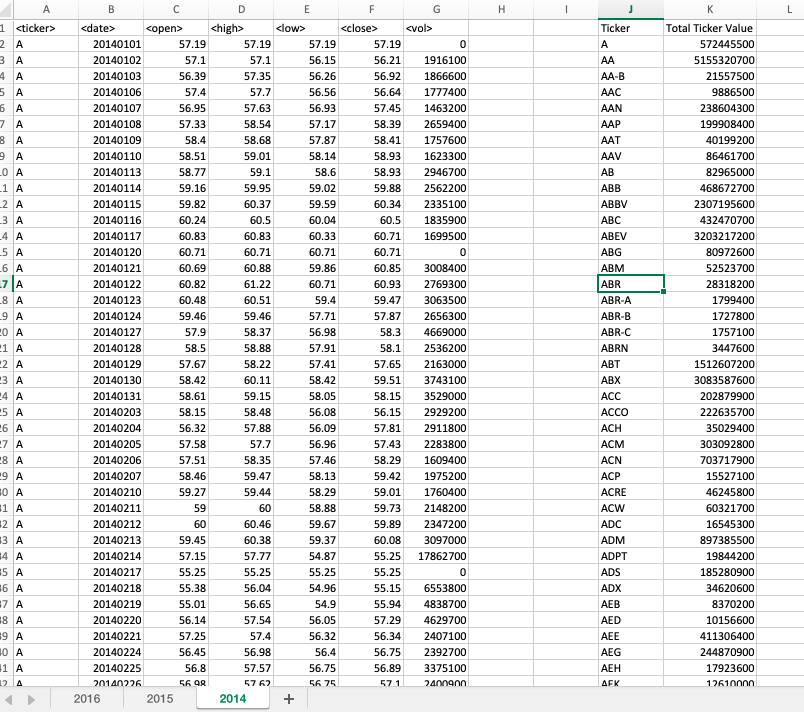 A B C D E F G H I J K L
1 <ticker> <date> <open> <high> <low> <close> <vol> Ticker Total Ticker Value
2 A 20140101 57.19 57.19 57.19 57.19 0 A 572445500
3 A 20140102 57.1 57.1 56.15 56.21 1916100 AA 5155320700
4 A 20140103 56.39 57.35 56.26 56.92 1866600 AA-B 21557500
5 A 20140106 57.4 57.7 56.56 56.64 1777400 AAC 9886500
6 A 20140107 56.95 57.63 56.93 57.45 1463200 AAN 238604300
7 A 20140108 57.33 58.54 57.17 58.39 2659400 AAP 199908400
8 A 20140109 58.4 58.68 57.87 58.41 1757600 AAT 40199200
9 A 20140110 58.51 59.01 58.14 58.93 1623300 AAV 86461700
.0 A 20140113 58.77 59.1 58.6 58.93 2946700 AB 82965000
.1 A 20140114 59.16 59.95 59.02 59.88 2562200 ABB 468672700
.2 A 20140115 59.82 60.37 59.59 60.34 2335100 ABBV 2307195600
.3 A 20140116 60.24 60.5 60.04 60.5 1835900 ABC 432470700
.4 A 20140117 60.83 60.83 60.33 60.71 1699500 ABEV 3203217200
.5 A 20140120 60.71 60.71 60.71 60.71 0 ABG 80972600
.6 A 20140121 60.69 60.88 59.86 60.85 3008400 ABM 52523700
17 A 20140122 60.82 61.22 60.71 60.93 2769300 ABR 28318200
.8 A 20140123 60.48 60.51 59.4 59.47 3063500 ABR-A 1799400
.9 A 20140124 59.46 59.46 57.71 57.87 2656300 ABR-B 1727800
20 A 20140127 57.9 58.37 56.98 58.3 4669000 ABR-C 1757100
21 A 20140128 58.5 58.88 57.91 58.1 2536200 ABRN 3447600
22 A 20140129 57.67 58.22 57.41 57.65 2163000 ABT 1512607200
23 A 20140130 58.42 60.11 58.42 59.51 3743100 ABX 3083587600
24 A 20140131 58.61 59.15 58.05 58.15 3529000 ACC 202879900
25 A 20140203 58.15 58.48 56.08 56.15 2929200 ACCO 222635700
26 A 20140204 56.32 57.88 56.09 57.81 2911800 ACH 35029400
27 A 20140205 57.58 57.7 56.96 57.43 2283800 ACM 303092800
28 A 20140206 57.51 58.35 57.46 58.29 1609400 ACN 703717900
29 A 20140207 58.46 59.47 58.13 59.42 1975200 ACP 15527100
30 A 20140210 59.27 59.44 58.29 59.01 1760400 ACRE 46245800
31 A 20140211 59 60 58.88 59.73 2148200 ACW 60321700
32 A 20140212 60 60.46 59.67 59.89 2347200 ADC 16545300
33 A 20140213 59.45 60.38 59.37 60.08 3097000 ADM 897385500
34 A 20140214 57.15 57.77 54.87 55.25 17862700 ADPT 19844200
35 A 20140217 55.25 55.25 55.25 55.25 0 ADS 185280900
36 A 20140218 55.38 56.04 54.96 55.15 6553800 ADX 34620600
37 A 20140219 55.01 56.65 54.9 55.94 4838700 AEB 8370200
38 A 20140220 56.14 57.54 56.05 57.29 4629700 AED 10156600
39 A 20140221 57.25 57.4 56.32 56.34 2407100 AEE 411306400
40 A 20140224 56.45 56.98 56.4 56.75 2392700 AEG 244870900
41 A 20140225 56.8 57.57 56.75 56.89 3375100 AEH 17923600
42 A 20140226 56.98 57.62 56.75 57.1 2400900 AEK 12610000
2016 2015 2014 +